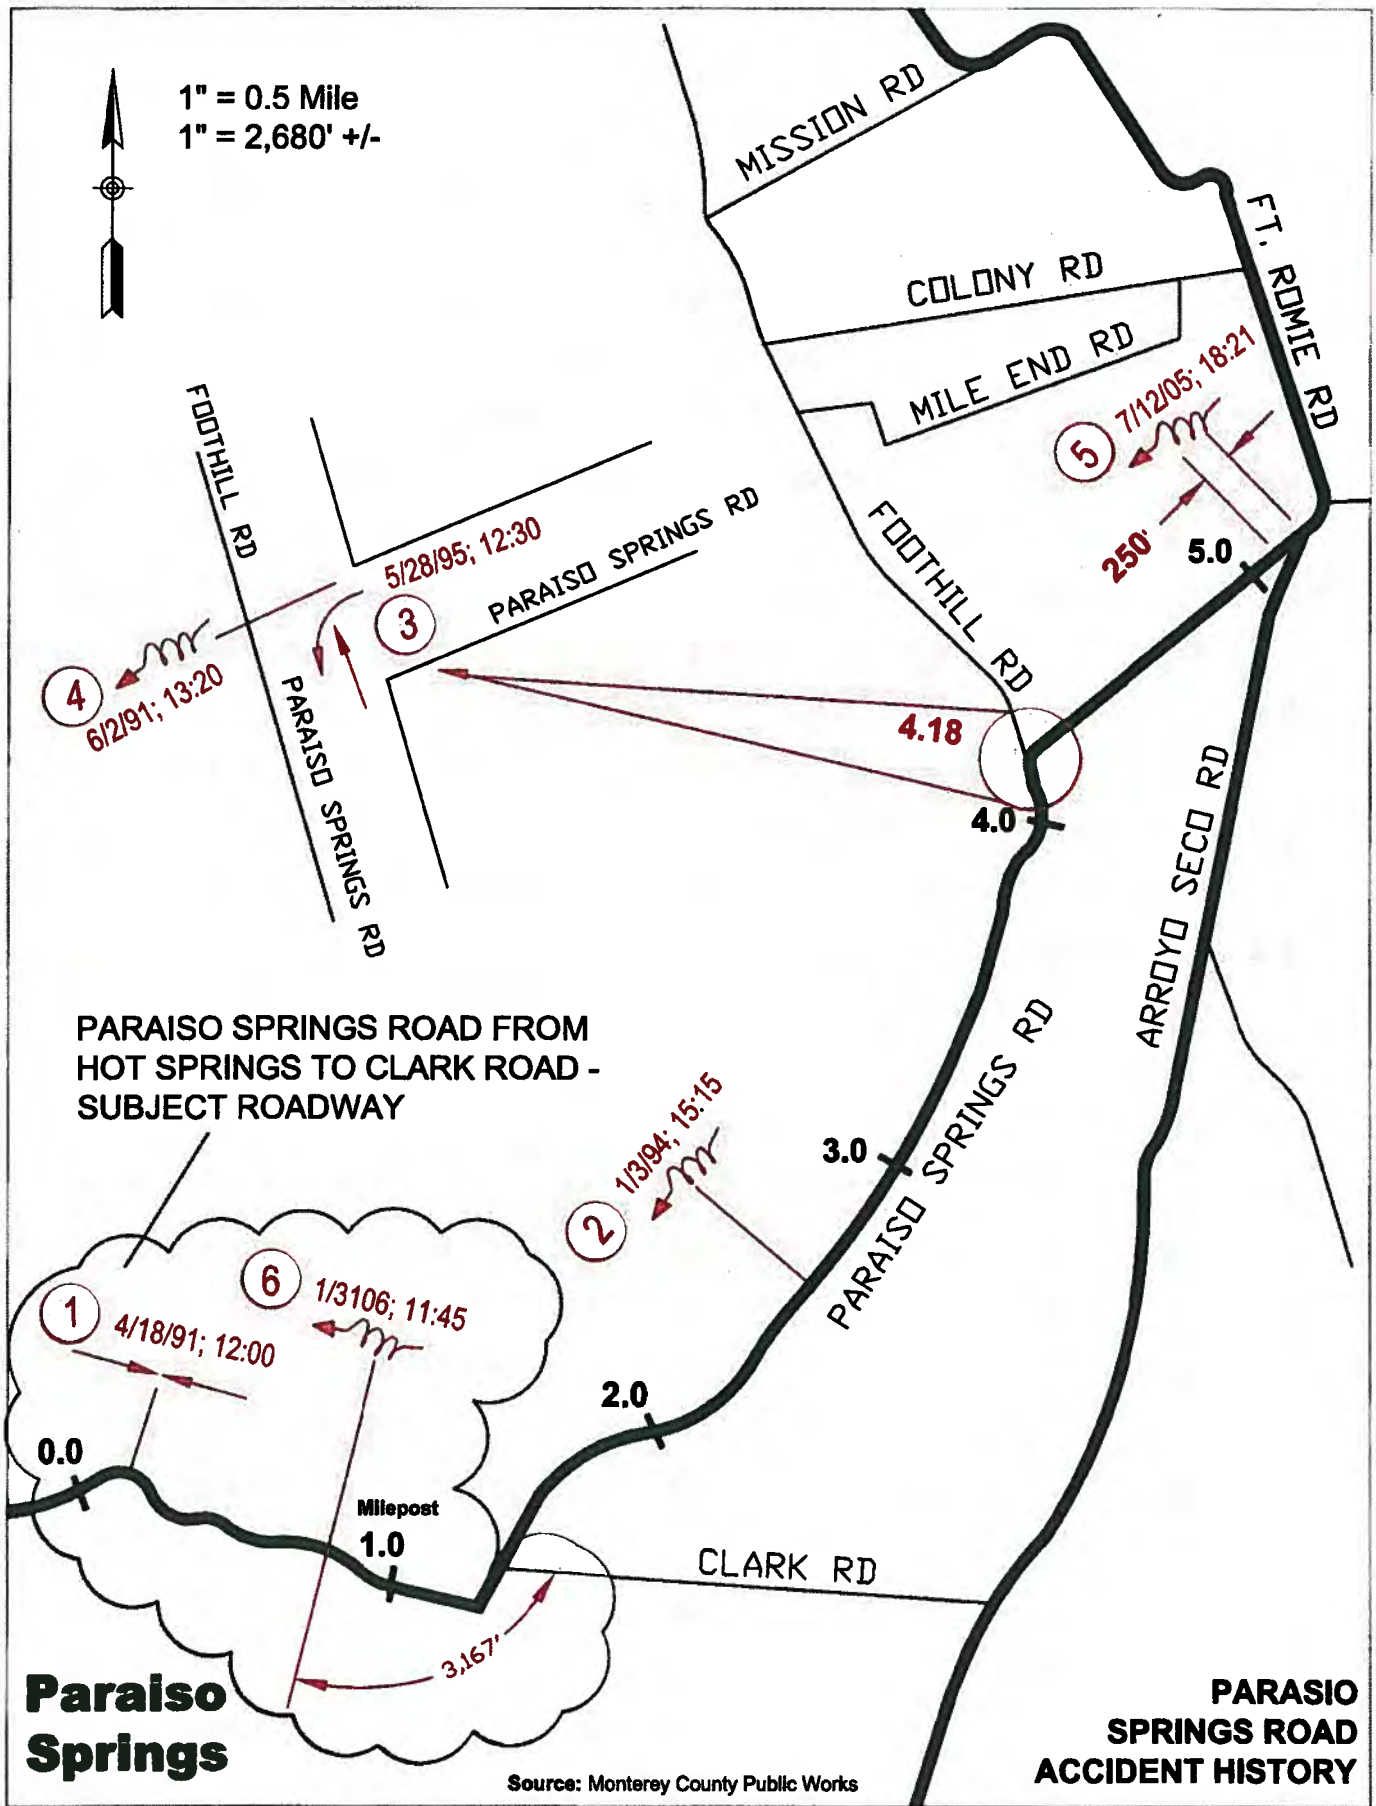 1" = 0.5 Mile
1" = 2,680' +/-
MISSION RD
FT. ROMIE RD
COLONY RD
MILE END RD
7/12/05; 18:21
5
250'
5.0
FOOTHILL RD
FOOTHILL RD
5/28/95; 12:30
PARAISO SPRINGS RD
3
4
6/2/91; 13:20
PARAISO SPRINGS RD
4.18
4.0
ARROYO SECO RD
PARAISO SPRINGS ROAD FROM
HOT SPRINGS TO CLARK ROAD -
SUBJECT ROADWAY
1/3/94; 15:15
2
3.0
PARAISO SPRINGS RD
6
1/3106; 11:45
1
4/18/91; 12:00
2.0
0.0
Milepost
1.0
CLARK RD
3,167'
Paraiso
Springs
PARASIO
SPRINGS ROAD
ACCIDENT HISTORY
Source: Monterey County Public Works